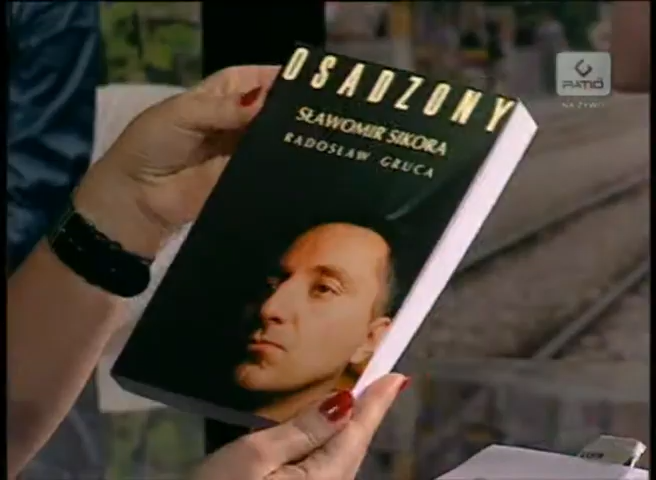 OSADZONY
SŁAWOMIR SIKORA
RADOSŁAW GRUCA
PATIO
NA ŻYWO